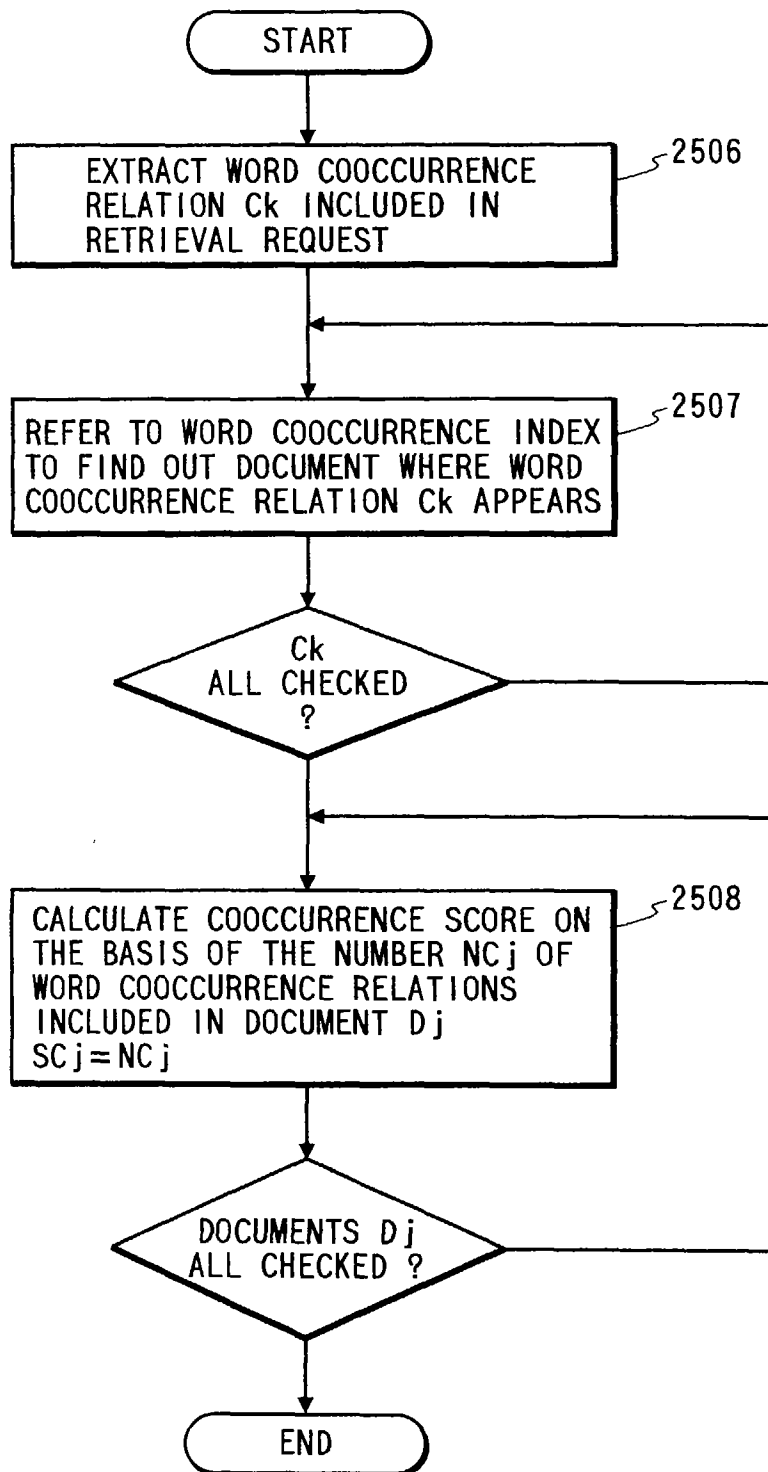 START
EXTRACT WORD COOCCURRENCE
RELATION Ck INCLUDED IN
RETRIEVAL REQUEST
2506
REFER TO WORD COOCCURRENCE INDEX
TO FIND OUT DOCUMENT WHERE WORD
COOCCURRENCE RELATION Ck APPEARS
2507
Ck
ALL CHECKED
?
CALCULATE COOCCURRENCE SCORE ON
THE BASIS OF THE NUMBER NCj OF
WORD COOCCURRENCE RELATIONS
INCLUDED IN DOCUMENT Dj
SCj=NCj
2508
DOCUMENTS Dj
ALL CHECKED ?
END